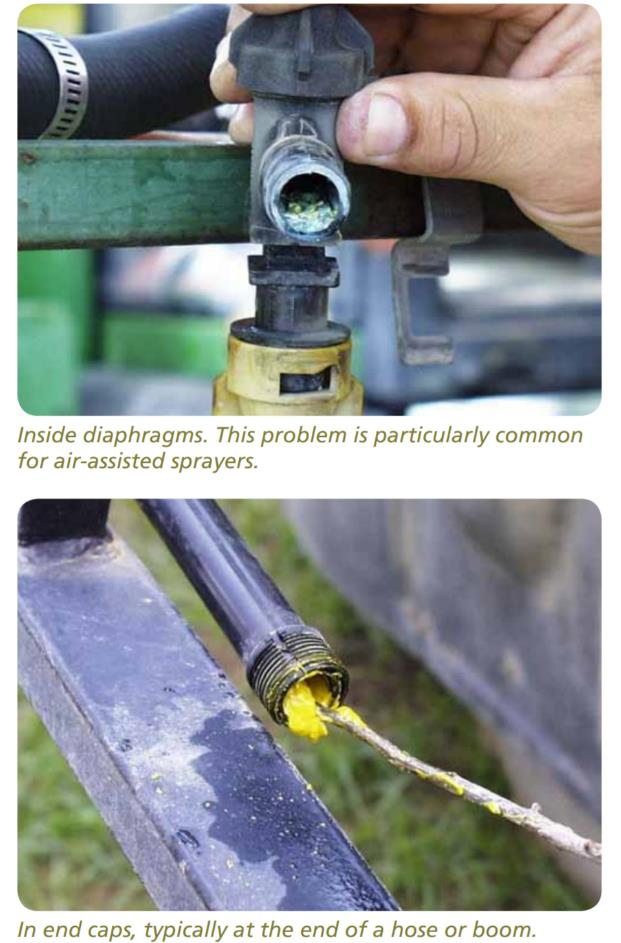 Inside diaphragms. This problem is particularly common
for air-assisted sprayers.
In end caps, typically at the end of a hose or boom.